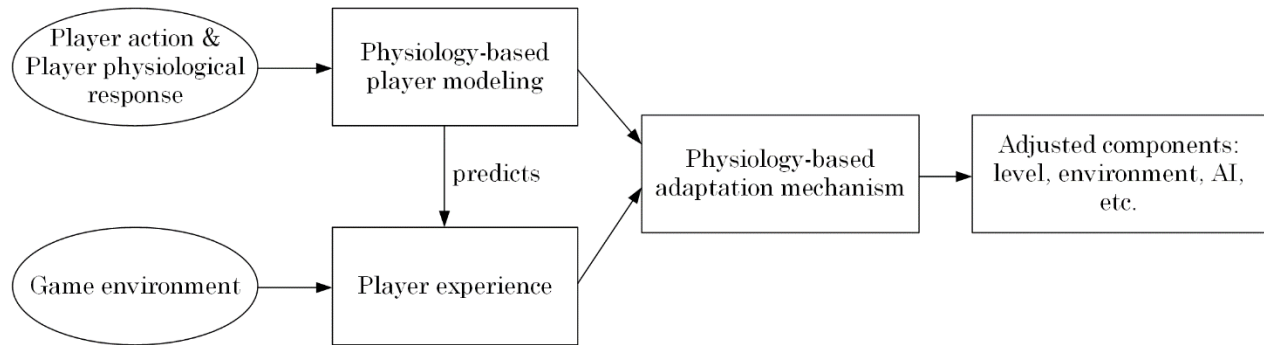 Player action &
Player physiological
response
Physiology-based
player modeling
Physiology-based
adaptation mechanism
Adjusted components:
level, environment, AI,
etc.
predicts
Game environment
Player experience